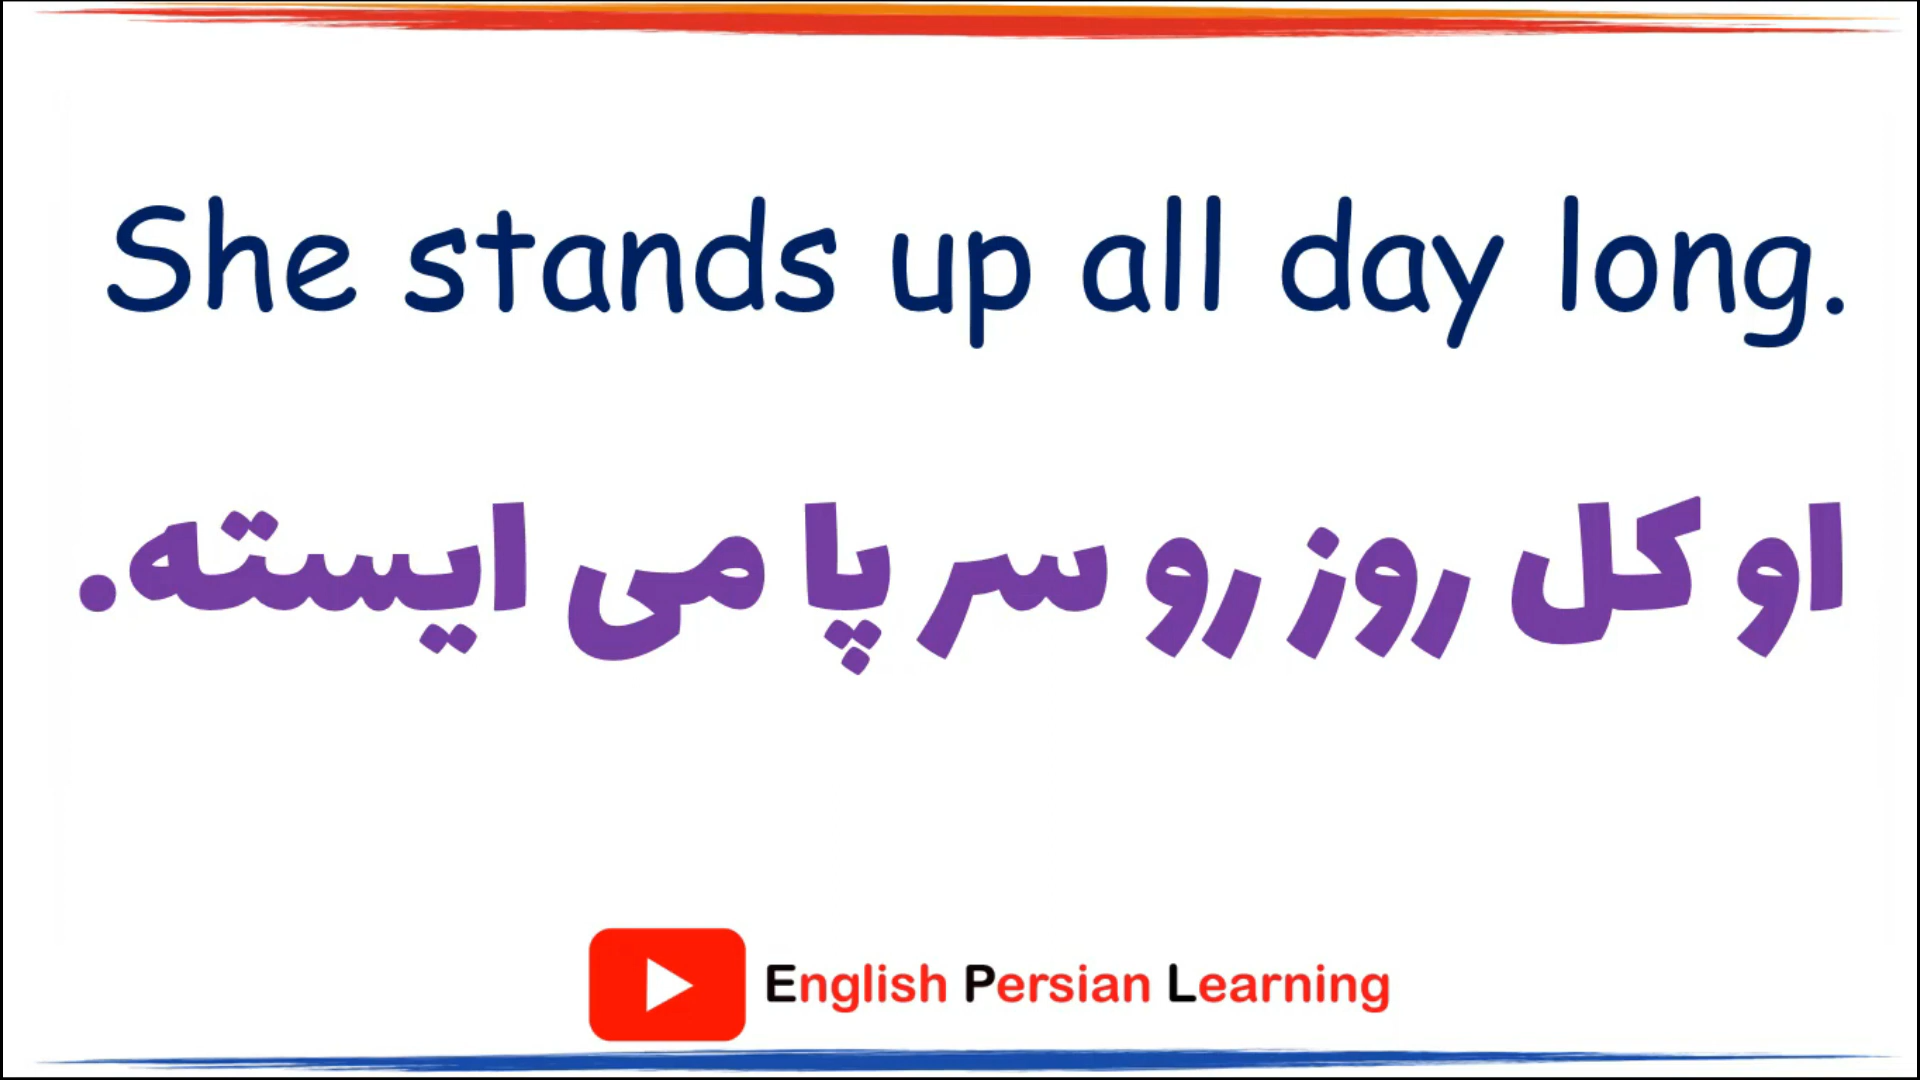 She stands up all day long.
او کل روز رو سر پا می ایسته.
English Persian Learning